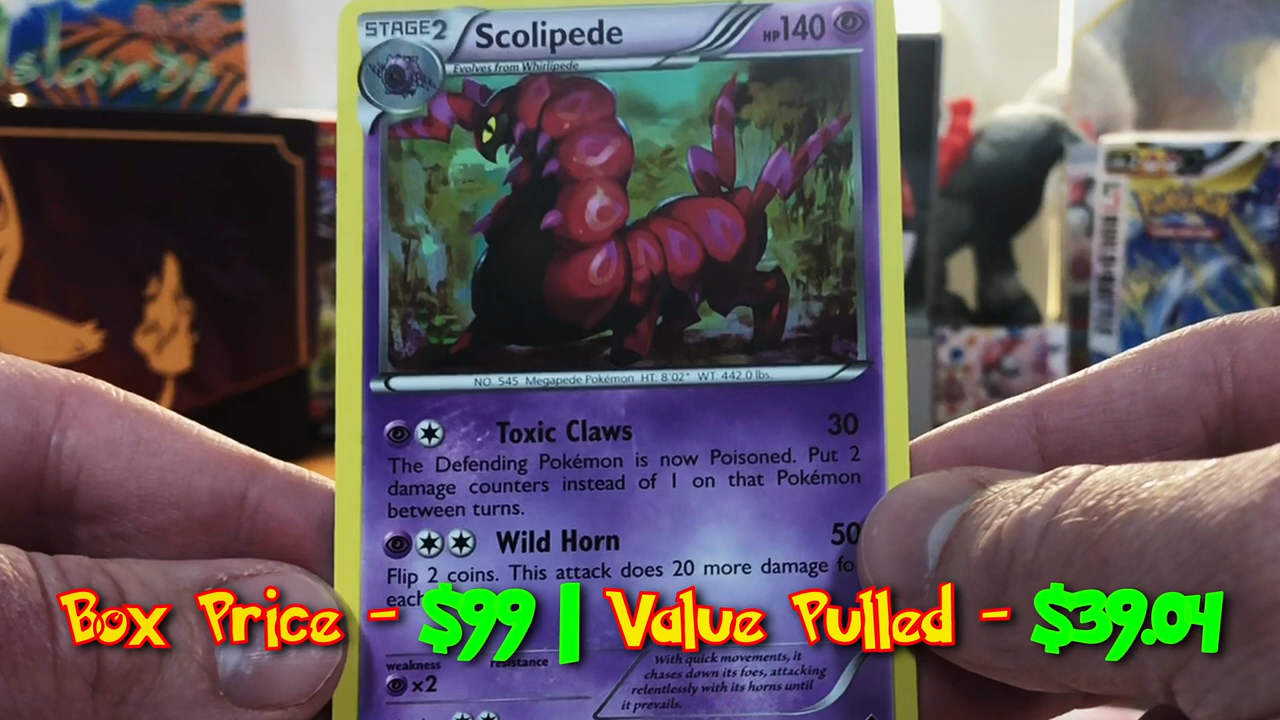 Islands
STAGE2 Scolipede HP140
Evolves from Whirlipede
Pokémon
NO. 545 Megapede Pokémon HT: 8'02" WT: 442.0 lbs.
Toxic Claws 30
The Defending Pokémon is now Poisoned. Put 2
damage counters instead of 1 on that Pokémon
between turns.
Wild Horn 50
Flip 2 coins. This attack does 20 more damage fo
each
Box Price - $99 | Value Pulled - $39.04
weakness resistance
×2
With quick movements, it
chases down its foes, attacking
relentlessly with its horns until
it prevails.